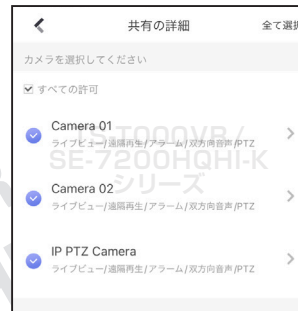 共有の詳細
全て選択
カメラを選択してください
すべての許可
Camera 01
ライブビュー/遠隔再生/アラーム/双方向音声/PTZ
Camera 02
ライブビュー/遠隔再生/アラーム/双方向音声/PTZ
IP PTZ Camera
ライブビュー/遠隔再生/アラーム/双方向音声/PTZ
SE-7200HQHI-K
シリーズ